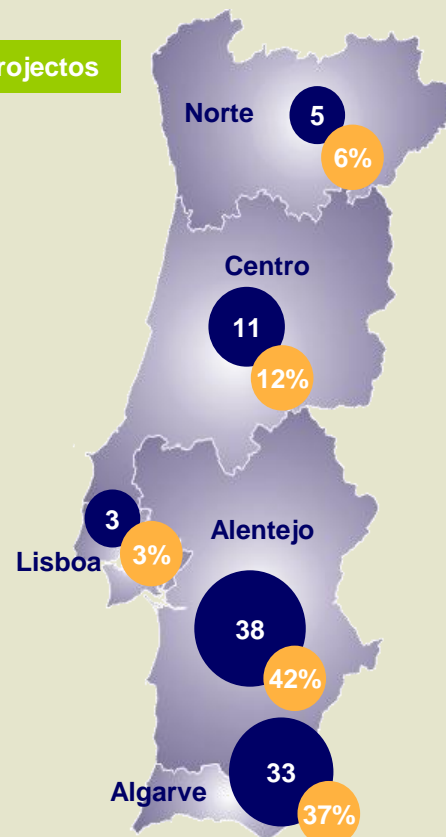 rojectos
Norte
5
6%
Centro
11
12%
3
3%
Lisboa
Alentejo
38
42%
33
Algarve
37%